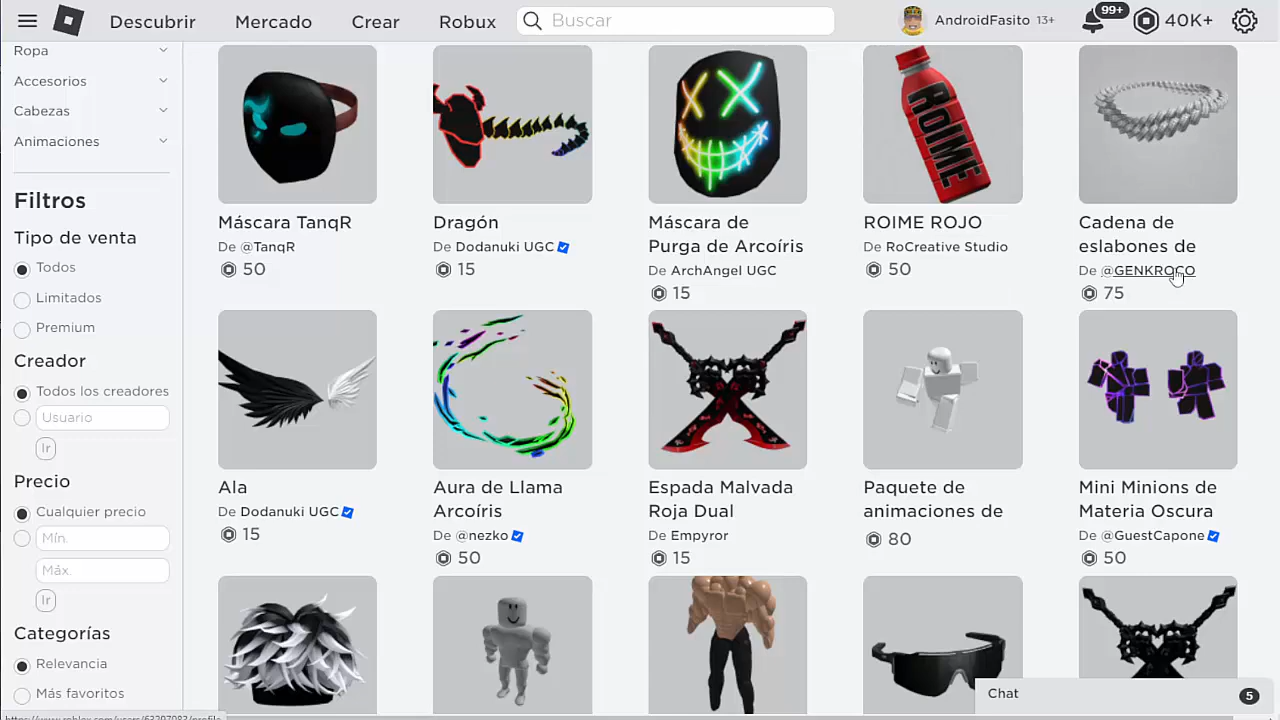 Descubrir
Mercado
Crear
Robux
Buscar
AndroidFasito 13+
99+
40K+
Ropa
Accesorios
Cabezas
Animaciones
Filtros
Tipo de venta
Todos
Limitados
Premium
Creador
Todos los creadores
Usuario
Ir
Precio
Cualquier precio
Mín.
Máx.
Ir
Categorías
Relevancia
Más favoritos
Máscara TanqR
De @TanqR
50
Dragón
De Dodanuki UGC
15
Máscara de
Purga de Arcoíris
De ArchAngel UGC
15
ROIME
ROIME ROJO
De RoCreative Studio
50
Cadena de
eslabones de
De @GENKROCO
75
Ala
De Dodanuki UGC
15
Aura de Llama
Arcoíris
De @nezko
50
Espada Malvada
Roja Dual
De Empyror
15
Paquete de
animaciones de
80
Mini Minions de
Materia Oscura
De @GuestCapone
50
Chat
5